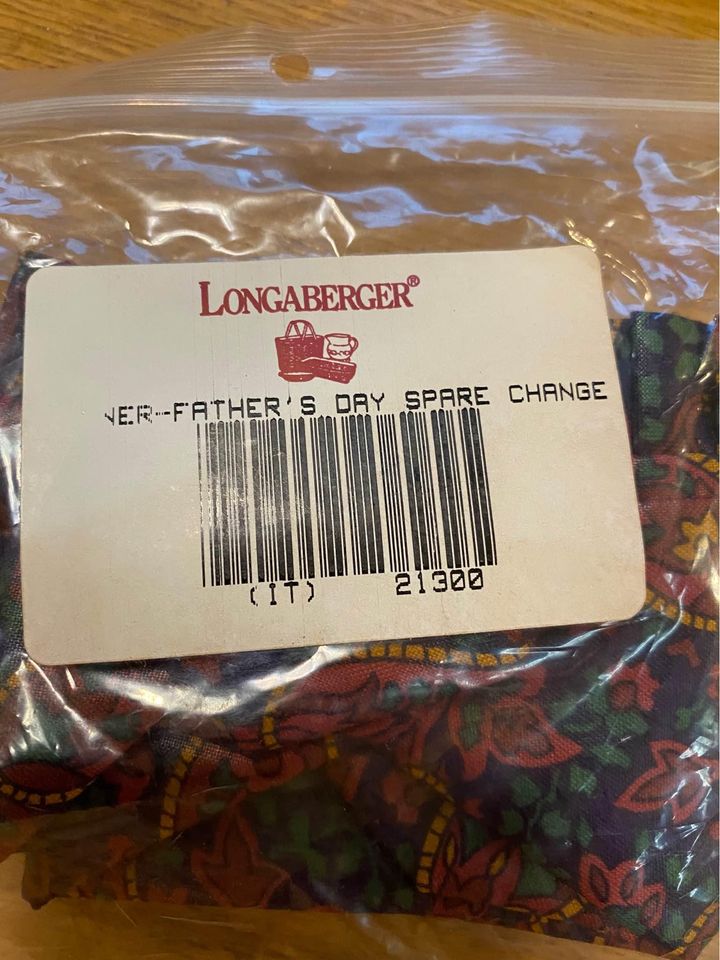 LONGABERGER®
NER--FATHER'S DAY SPARE CHANGE
(IT) 21300